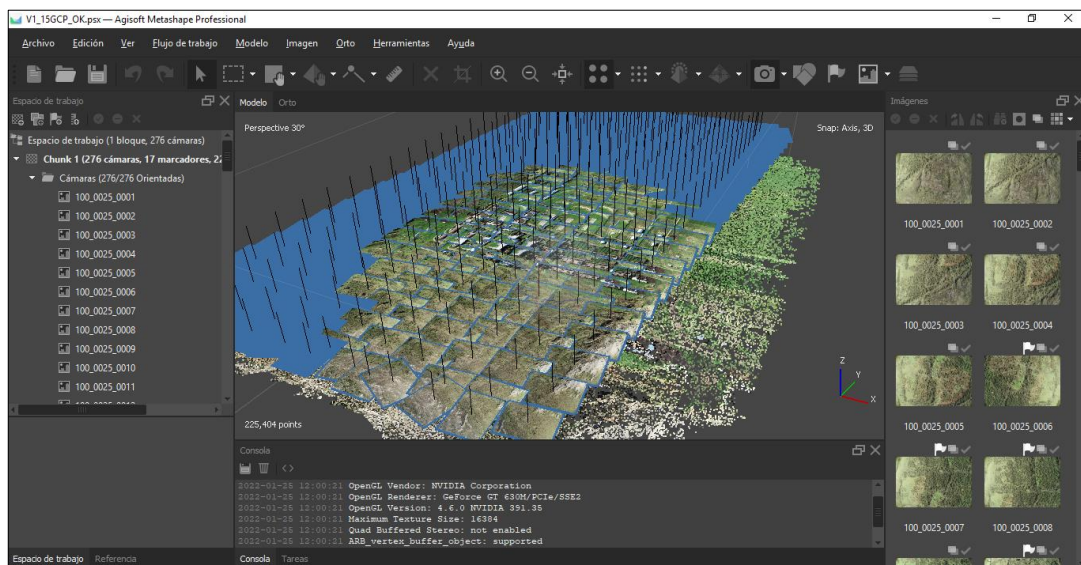 V1_15GCP_OK.psx — Agisoft Metashape Professional
Archivo Edición Ver Flujo de trabajo Modelo Imagen Orto Herramientas Ayuda
Espacio de trabajo
Espacio de trabajo (1 bloque, 276 cámaras)
Chunk 1 (276 cámaras, 17 marcadores, 22
Cámaras (276/276 Orientadas)
100_0025_0001
100_0025_0002
100_0025_0003
100_0025_0004
100_0025_0005
100_0025_0006
100_0025_0007
100_0025_0008
100_0025_0009
100_0025_0010
100_0025_0011
Espacio de trabajo Referencia
Modelo Orto
Perspective 30°
Snap: Axis, 3D
Z
Y
X
225,404 points
Consola
2022-01-25 12:00:21 OpenGL Vendor: NVIDIA Corporation
2022-01-25 12:00:21 OpenGL Renderer: GeForce GT 630M/PCIe/SSE2
2022-01-25 12:00:21 OpenGL Version: 4.6.0 NVIDIA 391.35
2022-01-25 12:00:21 Maximum Texture Size: 16384
2022-01-25 12:00:21 Quad Buffered Stereo: not enabled
2022-01-25 12:00:21 ARB_vertex_buffer_object: supported
Consola Tareas
Imágenes
100_0025_0001 100_0025_0002
100_0025_0003 100_0025_0004
100_0025_0005 100_0025_0006
100_0025_0007 100_0025_0008